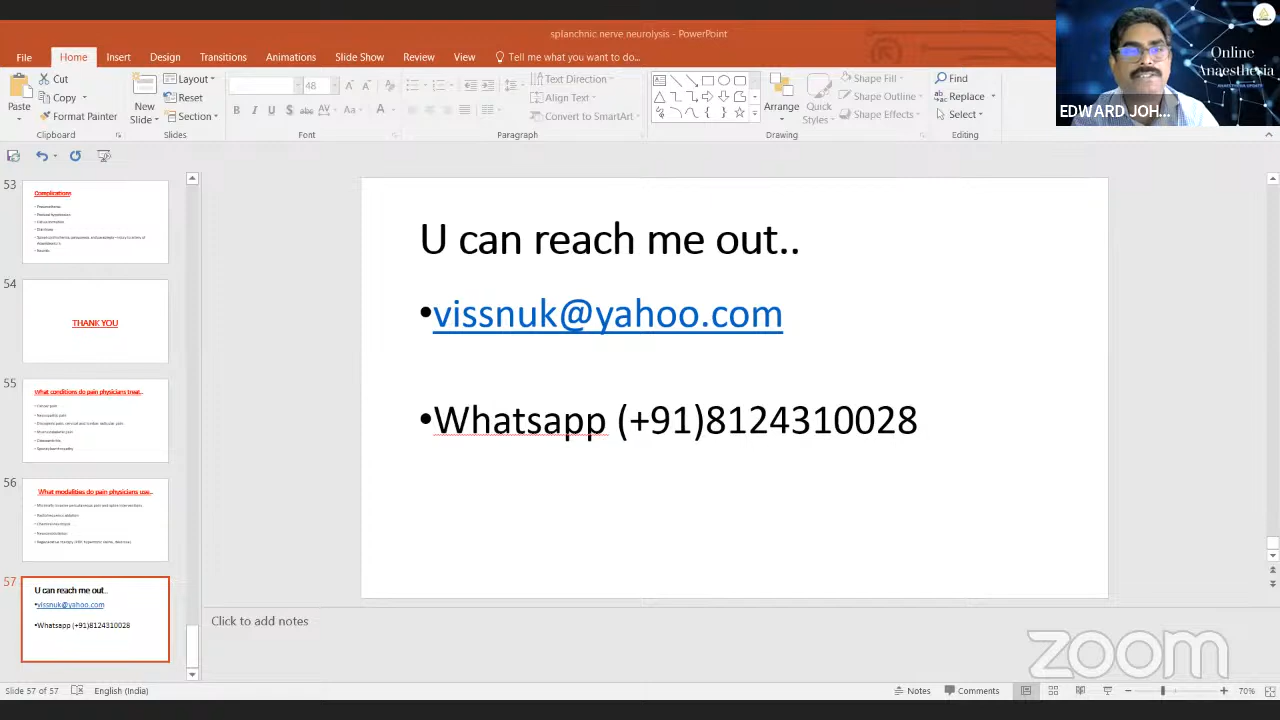 splanchnic nerve neurolysis - PowerPoint
File Home Insert Design Transitions Animations Slide Show Review View Tell me what you want to do...
Paste
Cut
Copy
Format Painter
Clipboard
New
Slide
Layout
Reset
Section
Slides
48
B I U S abc AV Aa A
Font
Text Direction
Align Text
Convert to SmartArt
Paragraph
Arrange
Quick
Styles
Shape Fill
Shape Outline
Shape Effects
Drawing
Find
Replace
Select
Editing
Online
Anaesthesia
EDWARD JOH...
53
Complications
54
THANK YOU
55
What conditions do pain physicians treat..
56
What modalities do pain physicians use..
57
U can reach me out..
•vissnuk@yahoo.com
•Whatsapp (+91)8124310028
U can reach me out..
•vissnuk@yahoo.com
•Whatsapp (+91)8124310028
Click to add notes
zoom
Slide 57 of 57 English (India) Notes Comments 70%